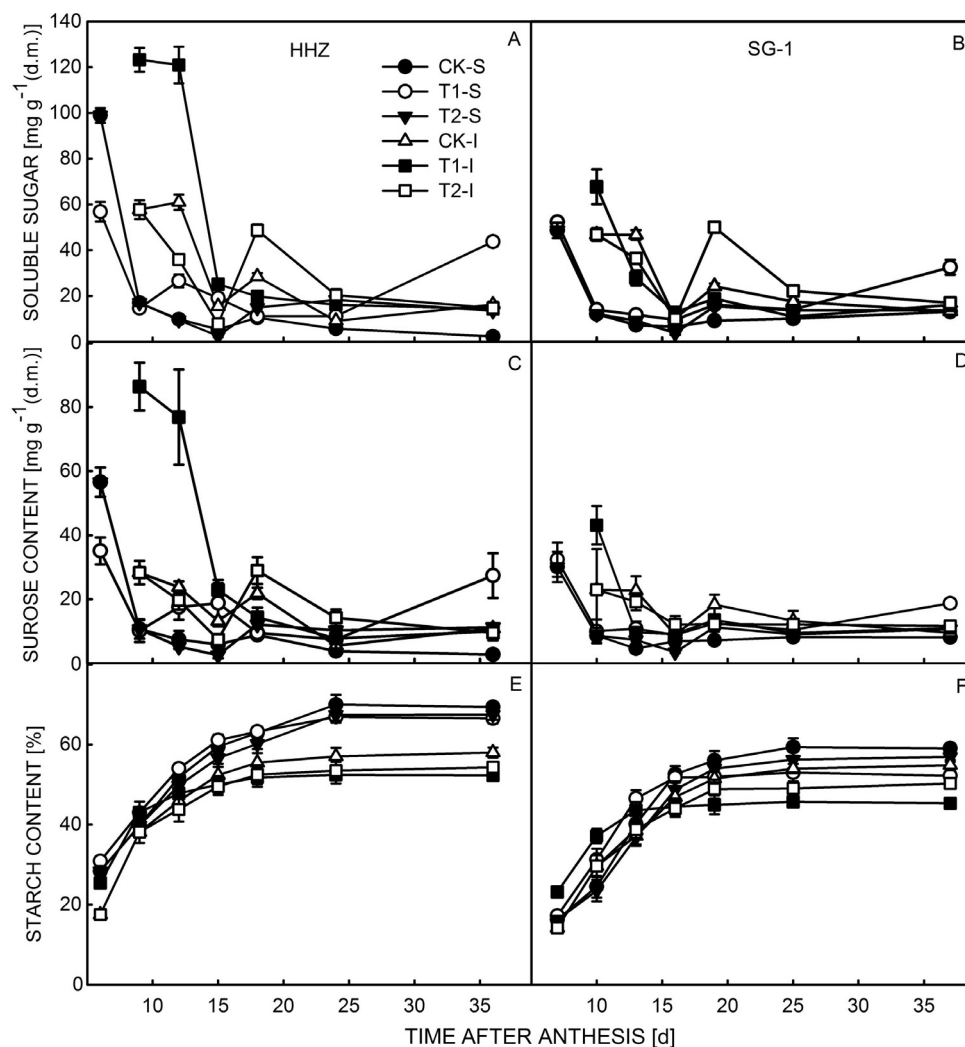 HHZ
A
SG-1
B
CK-S
T1-S
T2-S
CK-I
T1-I
T2-I
SOLUBLE SUGAR [mg g⁻¹ (d.m.)]
140
120
100
80
60
40
20
0
C
D
SUROSE CONTENT [mg g⁻¹ (d.m.)]
80
60
40
20
0
E
F
STARCH CONTENT [%]
60
40
20
0
10 15 20 25 30 35
10 15 20 25 30 35
TIME AFTER ANTHESIS [d]